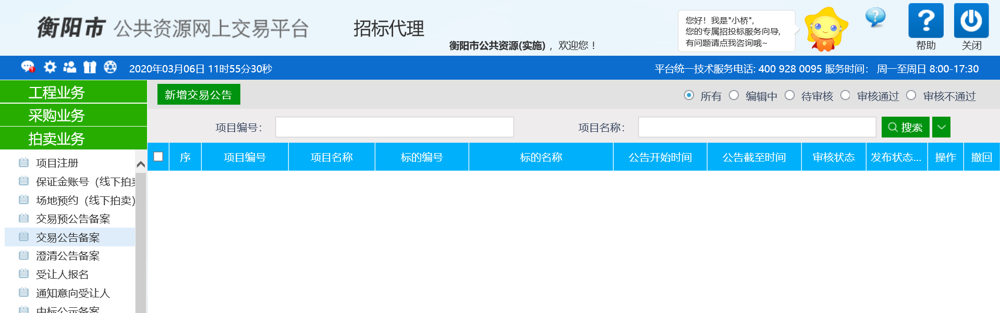 衡阳市 公共资源网上交易平台 招标代理
您好！我是"小桥",
您的专属招投标服务向导,
有问题请点我咨询哦~
衡阳市公共资源(实施) ，欢迎您！
帮助 关闭
2020年03月06日 11时55分30秒
平台统一技术服务电话: 400 928 0095 服务时间： 周一至周日 8:00-17:30
工程业务
采购业务
拍卖业务
项目注册
保证金账号（线下拍卖
场地预约（线下拍卖）
交易预公告备案
交易公告备案
澄清公告备案
受让人报名
通知意向受让人
中标公示备案
新增交易公告
所有 编辑中 待审核 审核通过 审核不通过
项目编号： 项目名称： 搜索
序 项目编号 项目名称 标的编号 标的名称 公告开始时间 公告截至时间 审核状态 发布状态... 操作 撤回